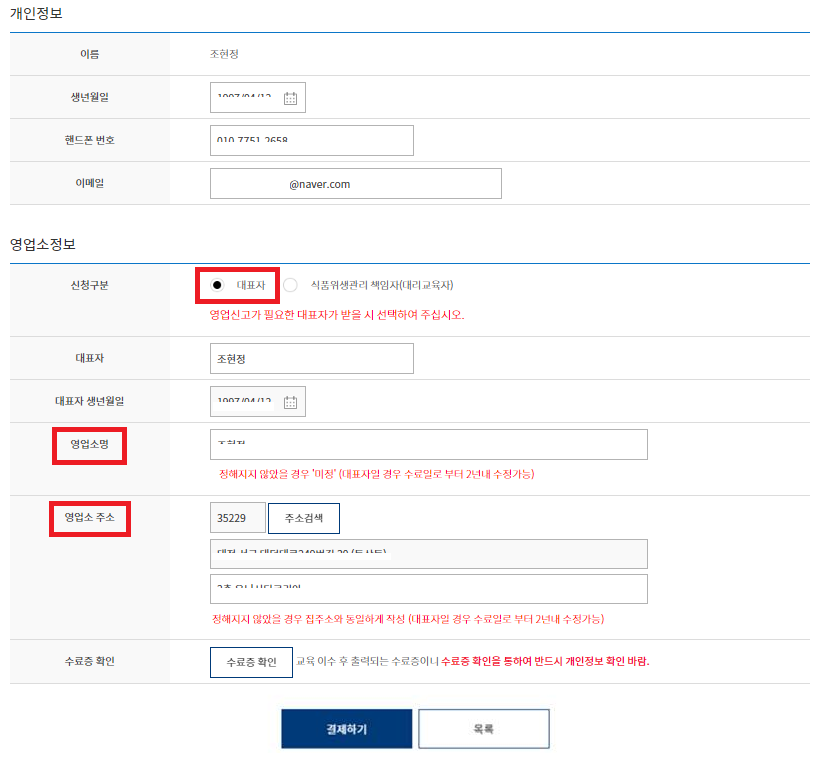 개인정보
이름 조현정
생년월일
핸드폰 번호
이메일 @naver.com
영업소정보
신청구분 대표자 식품위생관리 책임자(대리교육자)
영업신고가 필요한 대표자가 받을 시 선택하여 주십시오.
대표자 조현정
대표자 생년월일
영업소명
정해지지 않았을 경우 '미정' (대표자일 경우 수료일로 부터 2년내 수정가능)
영업소 주소 35229 주소검색
정해지지 않았을 경우 집주소와 동일하게 작성 (대표자일 경우 수료일로 부터 2년내 수정가능)
수료증 확인 수료증 확인 교육 이수 후 출력되는 수료증이니 수료증 확인을 통하여 반드시 개인정보 확인 바람.
결제하기 목록